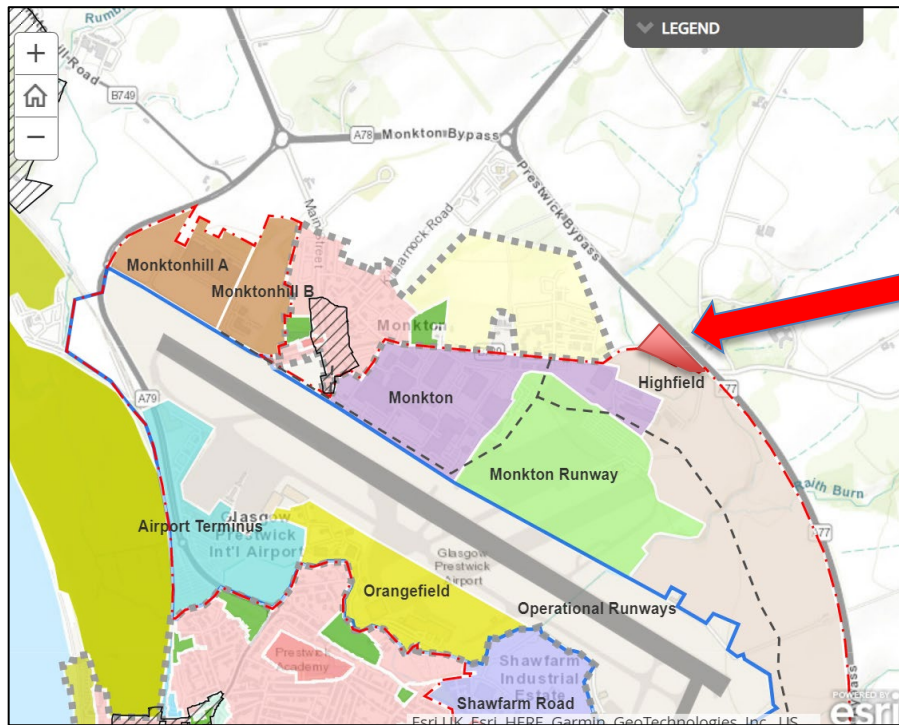 LEGEND
+
−
Road
B749
A78
Monkton Bypass
Prestwick Bypass
Main Street
Monktonhill A
Monktonhill B
Monkton
Highfield
77
A79
Monkton
Monkton Runway
Raith Burn
A77
Airport Terminus
Glasgow
Prestwick
Int'l Airport
Glasgow
Prestwick
Airport
Orangefield
Operational Runways
Prestwick
Academy
Shawfarm
Industrial
Estate
Shawfarm Road
POWERED BY
esri
Esri UK, Esri, HERE, Garmin, GeoTechnologies, Inc., US